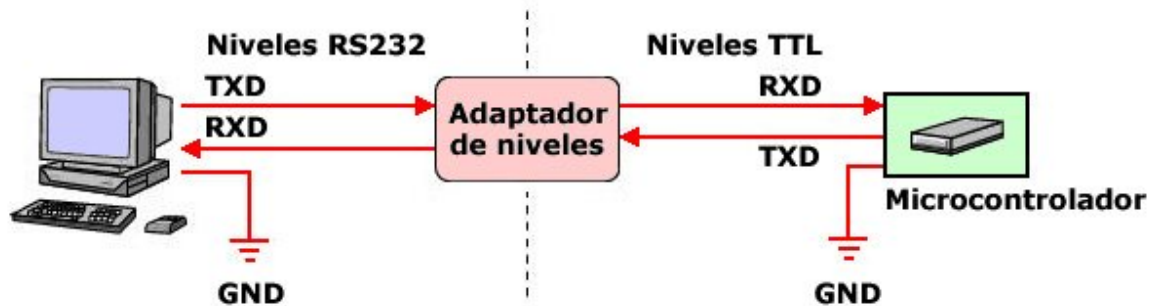 Niveles RS232
Niveles TTL
TXD
RXD
RXD
TXD
Adaptador
de niveles
Microcontrolador
GND
GND